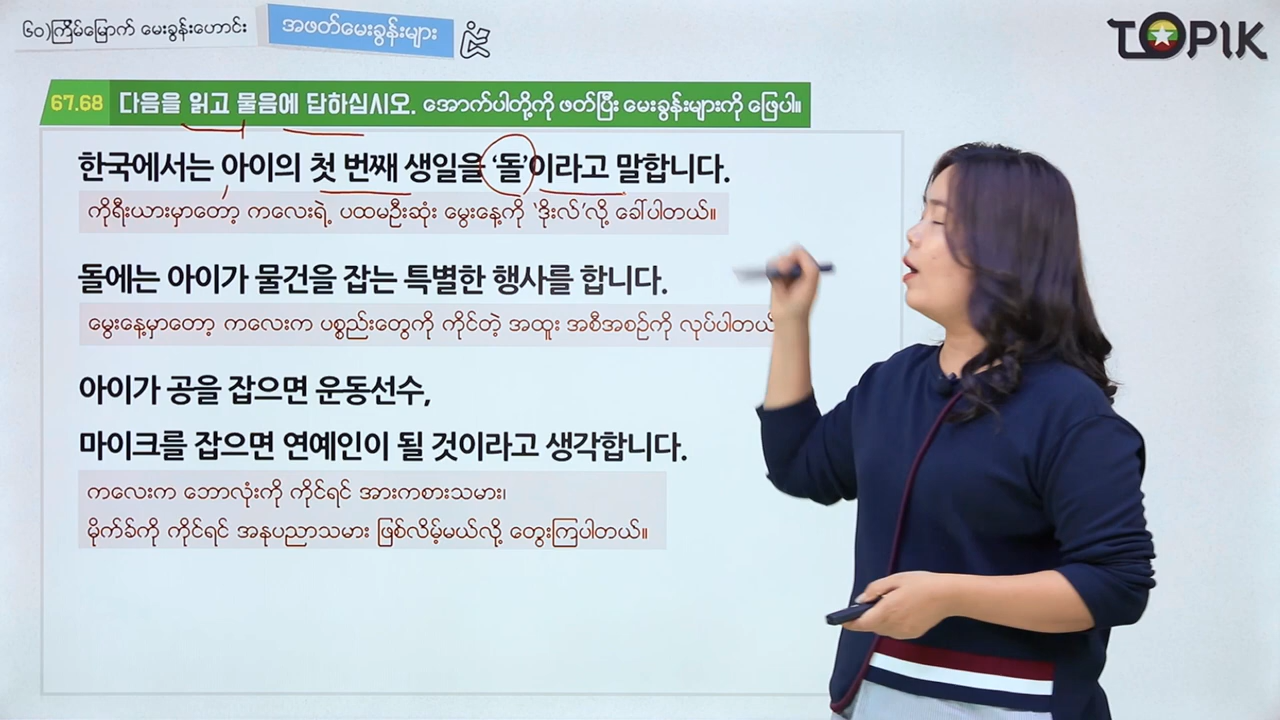 ၆၀)ကြိမ်မြောက် မေးခွန်းဟောင်း
အဖတ်မေးခွန်းများ
TOPIK
67.68 다음을 읽고 물음에 답하십시오. အောက်ပါတို့ကို ဖတ်ပြီး မေးခွန်းများကို ဖြေပါ။
한국에서는 아이의 첫 번째 생일을 ‘돌’이라고 말합니다.
ကိုရီးယားမှာတော့ ကလေးရဲ့ ပထမဦးဆုံး မွေးနေ့ကို ‘ဒိုးလ်’လို့ ခေါ်ပါတယ်။
돌에는 아이가 물건을 잡는 특별한 행사를 합니다.
မွေးနေ့မှာတော့ ကလေးက ပစ္စည်းတွေကို ကိုင်တဲ့ အထူး အစီအစဉ်ကို လုပ်ပါတယ်
아이가 공을 잡으면 운동선수,
마이크를 잡으면 연예인이 될 것이라고 생각합니다.
ကလေးက ဘောလုံးကို ကိုင်ရင် အားကစားသမား၊
မိုက်ခ်ကို ကိုင်ရင် အနုပညာသမား ဖြစ်လိမ့်မယ်လို့ တွေးကြပါတယ်။